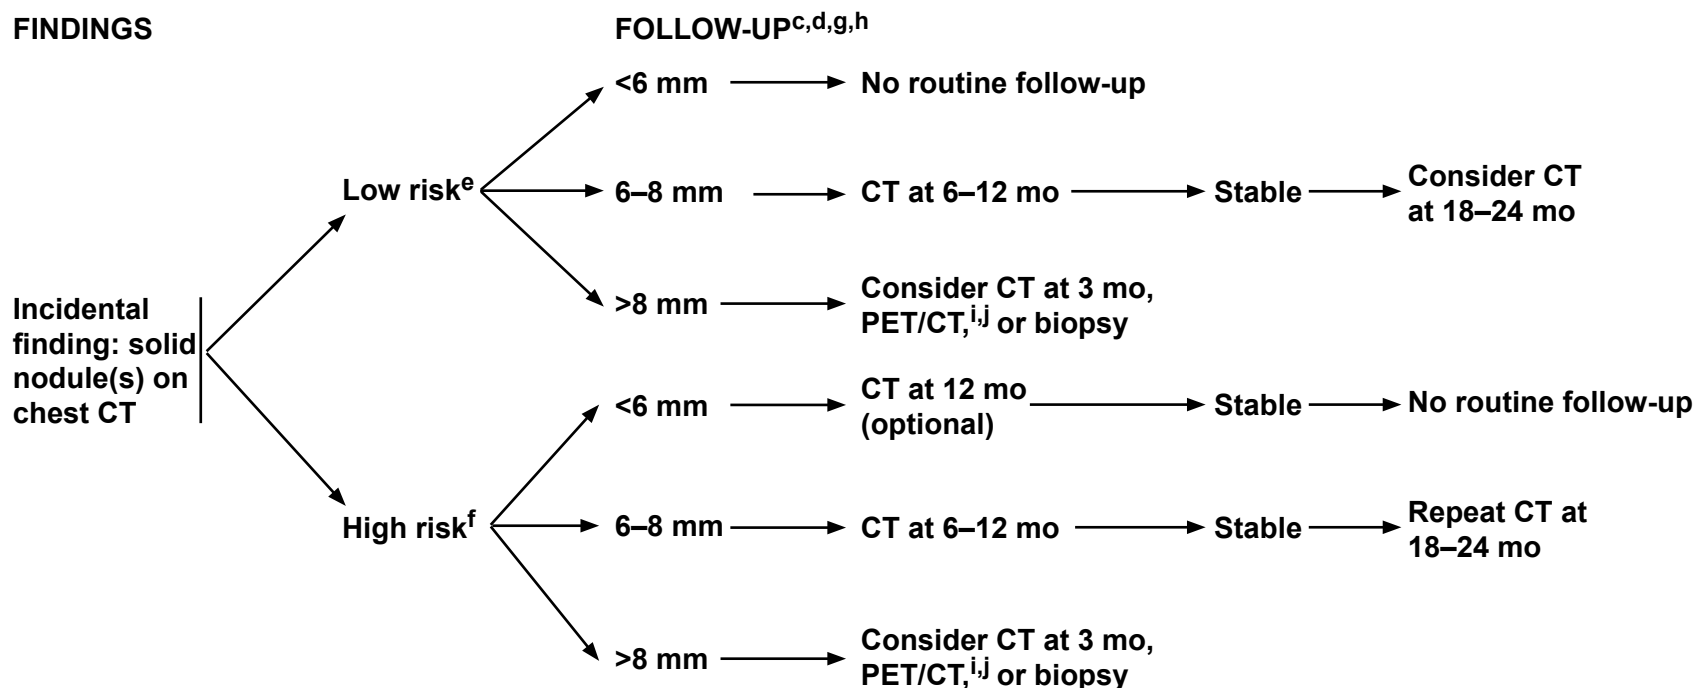 FINDINGS
FOLLOW-UPc,d,g,h
<6 mm
No routine follow-up
Low riske
6–8 mm
CT at 6–12 mo
Stable
Consider CT
at 18–24 mo
>8 mm
Consider CT at 3 mo,
PET/CT,i,j or biopsy
Incidental
finding: solid
nodule(s) on
chest CT
<6 mm
CT at 12 mo
(optional)
Stable
No routine follow-up
High riskf
6–8 mm
CT at 6–12 mo
Stable
Repeat CT at
18–24 mo
>8 mm
Consider CT at 3 mo,
PET/CT,i,j or biopsy